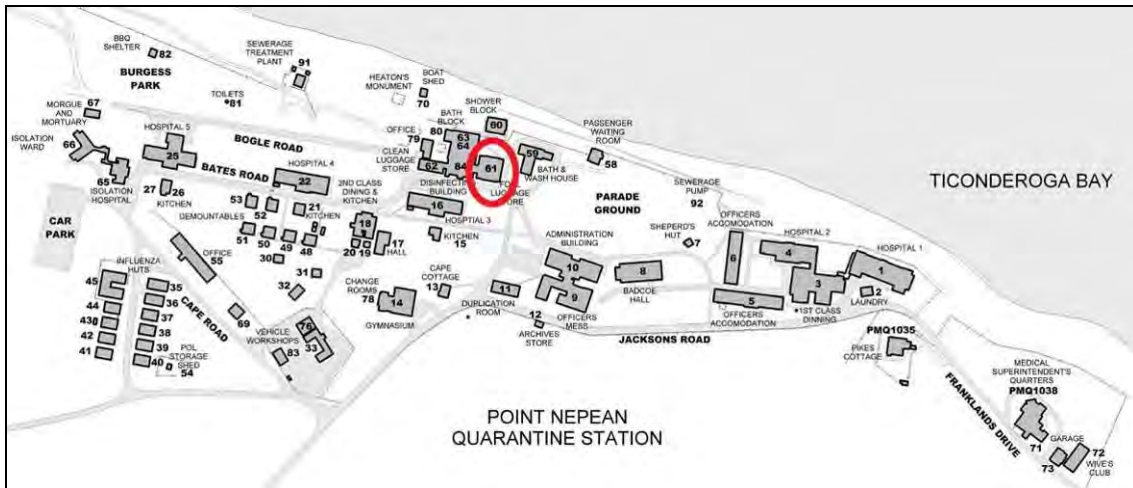 BBQ
SHELTER
82
BURGESS
PARK
SEWERAGE
TREATMENT
PLANT
91
TOILETS
81
HEATON'S
MONUMENT
BOAT
SHED
70
SHOWER
BLOCK
60
BATH
BLOCK
63
64
OFFICE
79
80
CLEAN
LUGGAGE
STORE
62
84
DISINFECTING
BUILDING
61
LUGGAGE
STORE
59
BATH &
WASH HOUSE
PASSENGER
WAITING
ROOM
58
TICONDEROGA BAY
MORGUE
AND
MORTUARY
67
ISOLATION
WARD
66
65
ISOLATION
HOSPITAL
HOSPITAL 5
25
BOGLE ROAD
BATES ROAD
27
26
KITCHEN
HOSPITAL 4
22
53
52
21
KITCHEN
DEMOUNTABLES
51
50
49
48
30
31
32
2ND CLASS
DINING &
KITCHEN
18
20
19
17
HALL
16
HOSPTIAL 3
KITCHEN
15
PARADE
GROUND
SEWERAGE
PUMP
92
SHEPERD'S
HUT
7
OFFICERS
ACCOMODATION
6
HOSPITAL 2
4
HOSPITAL 1
1
2
LAUNDRY
3
1ST CLASS
DINNING
5
OFFICERS
ACCOMODATION
CAR
PARK
OFFICE
55
INFLUENZA
HUTS
45
44
43
42
41
35
36
37
38
39
40
POL
STORAGE
SHED
54
CAPE ROAD
69
VEHICLE
WORKSHOPS
83
76
33
CHANGE
ROOMS
78
14
GYMNASIUM
CAPE
COTTAGE
13
11
DUPLICATION
ROOM
ADMINISTRATION
BUILDING
10
9
OFFICERS
MESS
12
ARCHIVES
STORE
8
BADCOE
HALL
JACKSONS ROAD
PMQ1035
PIKES
COTTAGE
FRANKLANDS DRIVE
MEDICAL
SUPERINTENDENT'S
QUARTERS
PMQ1038
71
GARAGE
73
72
WIVE'S
CLUB
POINT NEPEAN
QUARANTINE STATION